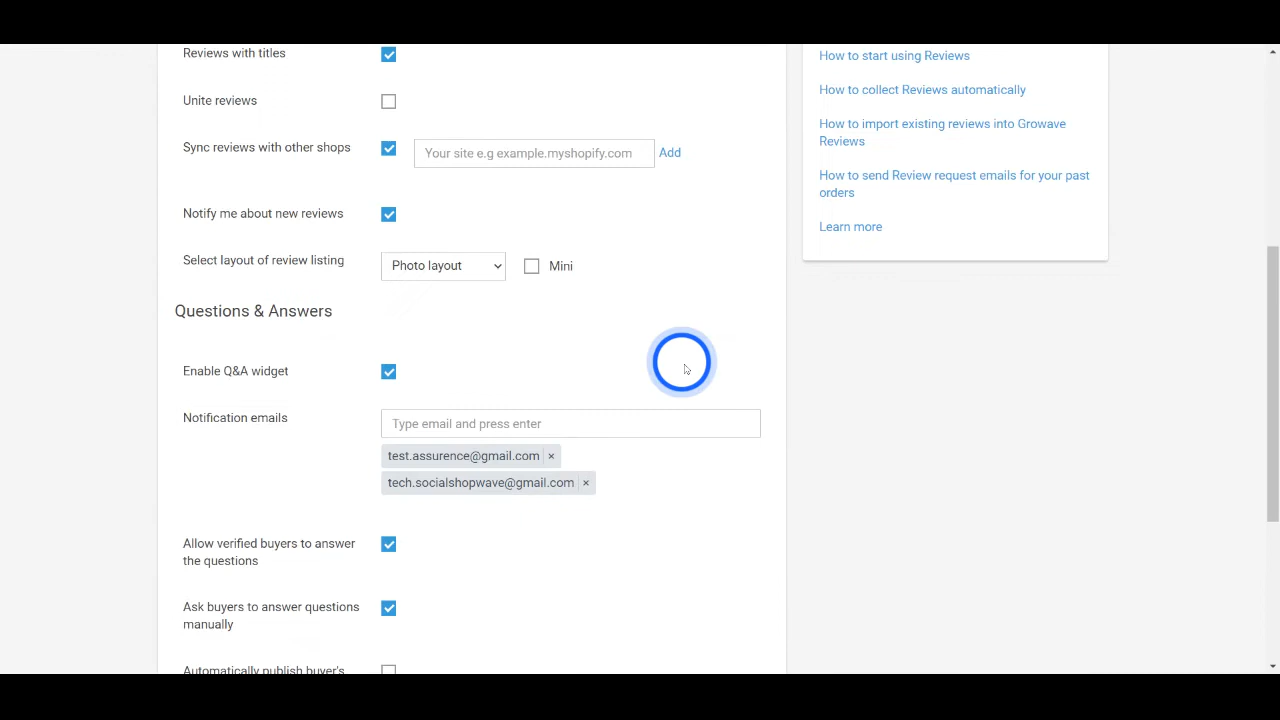 Reviews with titles
Unite reviews
Sync reviews with other shops
Your site e.g example.myshopify.com
Add
Notify me about new reviews
Select layout of review listing
Photo layout
Mini
Questions & Answers
Enable Q&A widget
Notification emails
Type email and press enter
test.assurence@gmail.com ×
tech.socialshopwave@gmail.com ×
Allow verified buyers to answer
the questions
Ask buyers to answer questions
manually
Automatically publish buyer's
How to start using Reviews
How to collect Reviews automatically
How to import existing reviews into Growave
Reviews
How to send Review request emails for your past
orders
Learn more